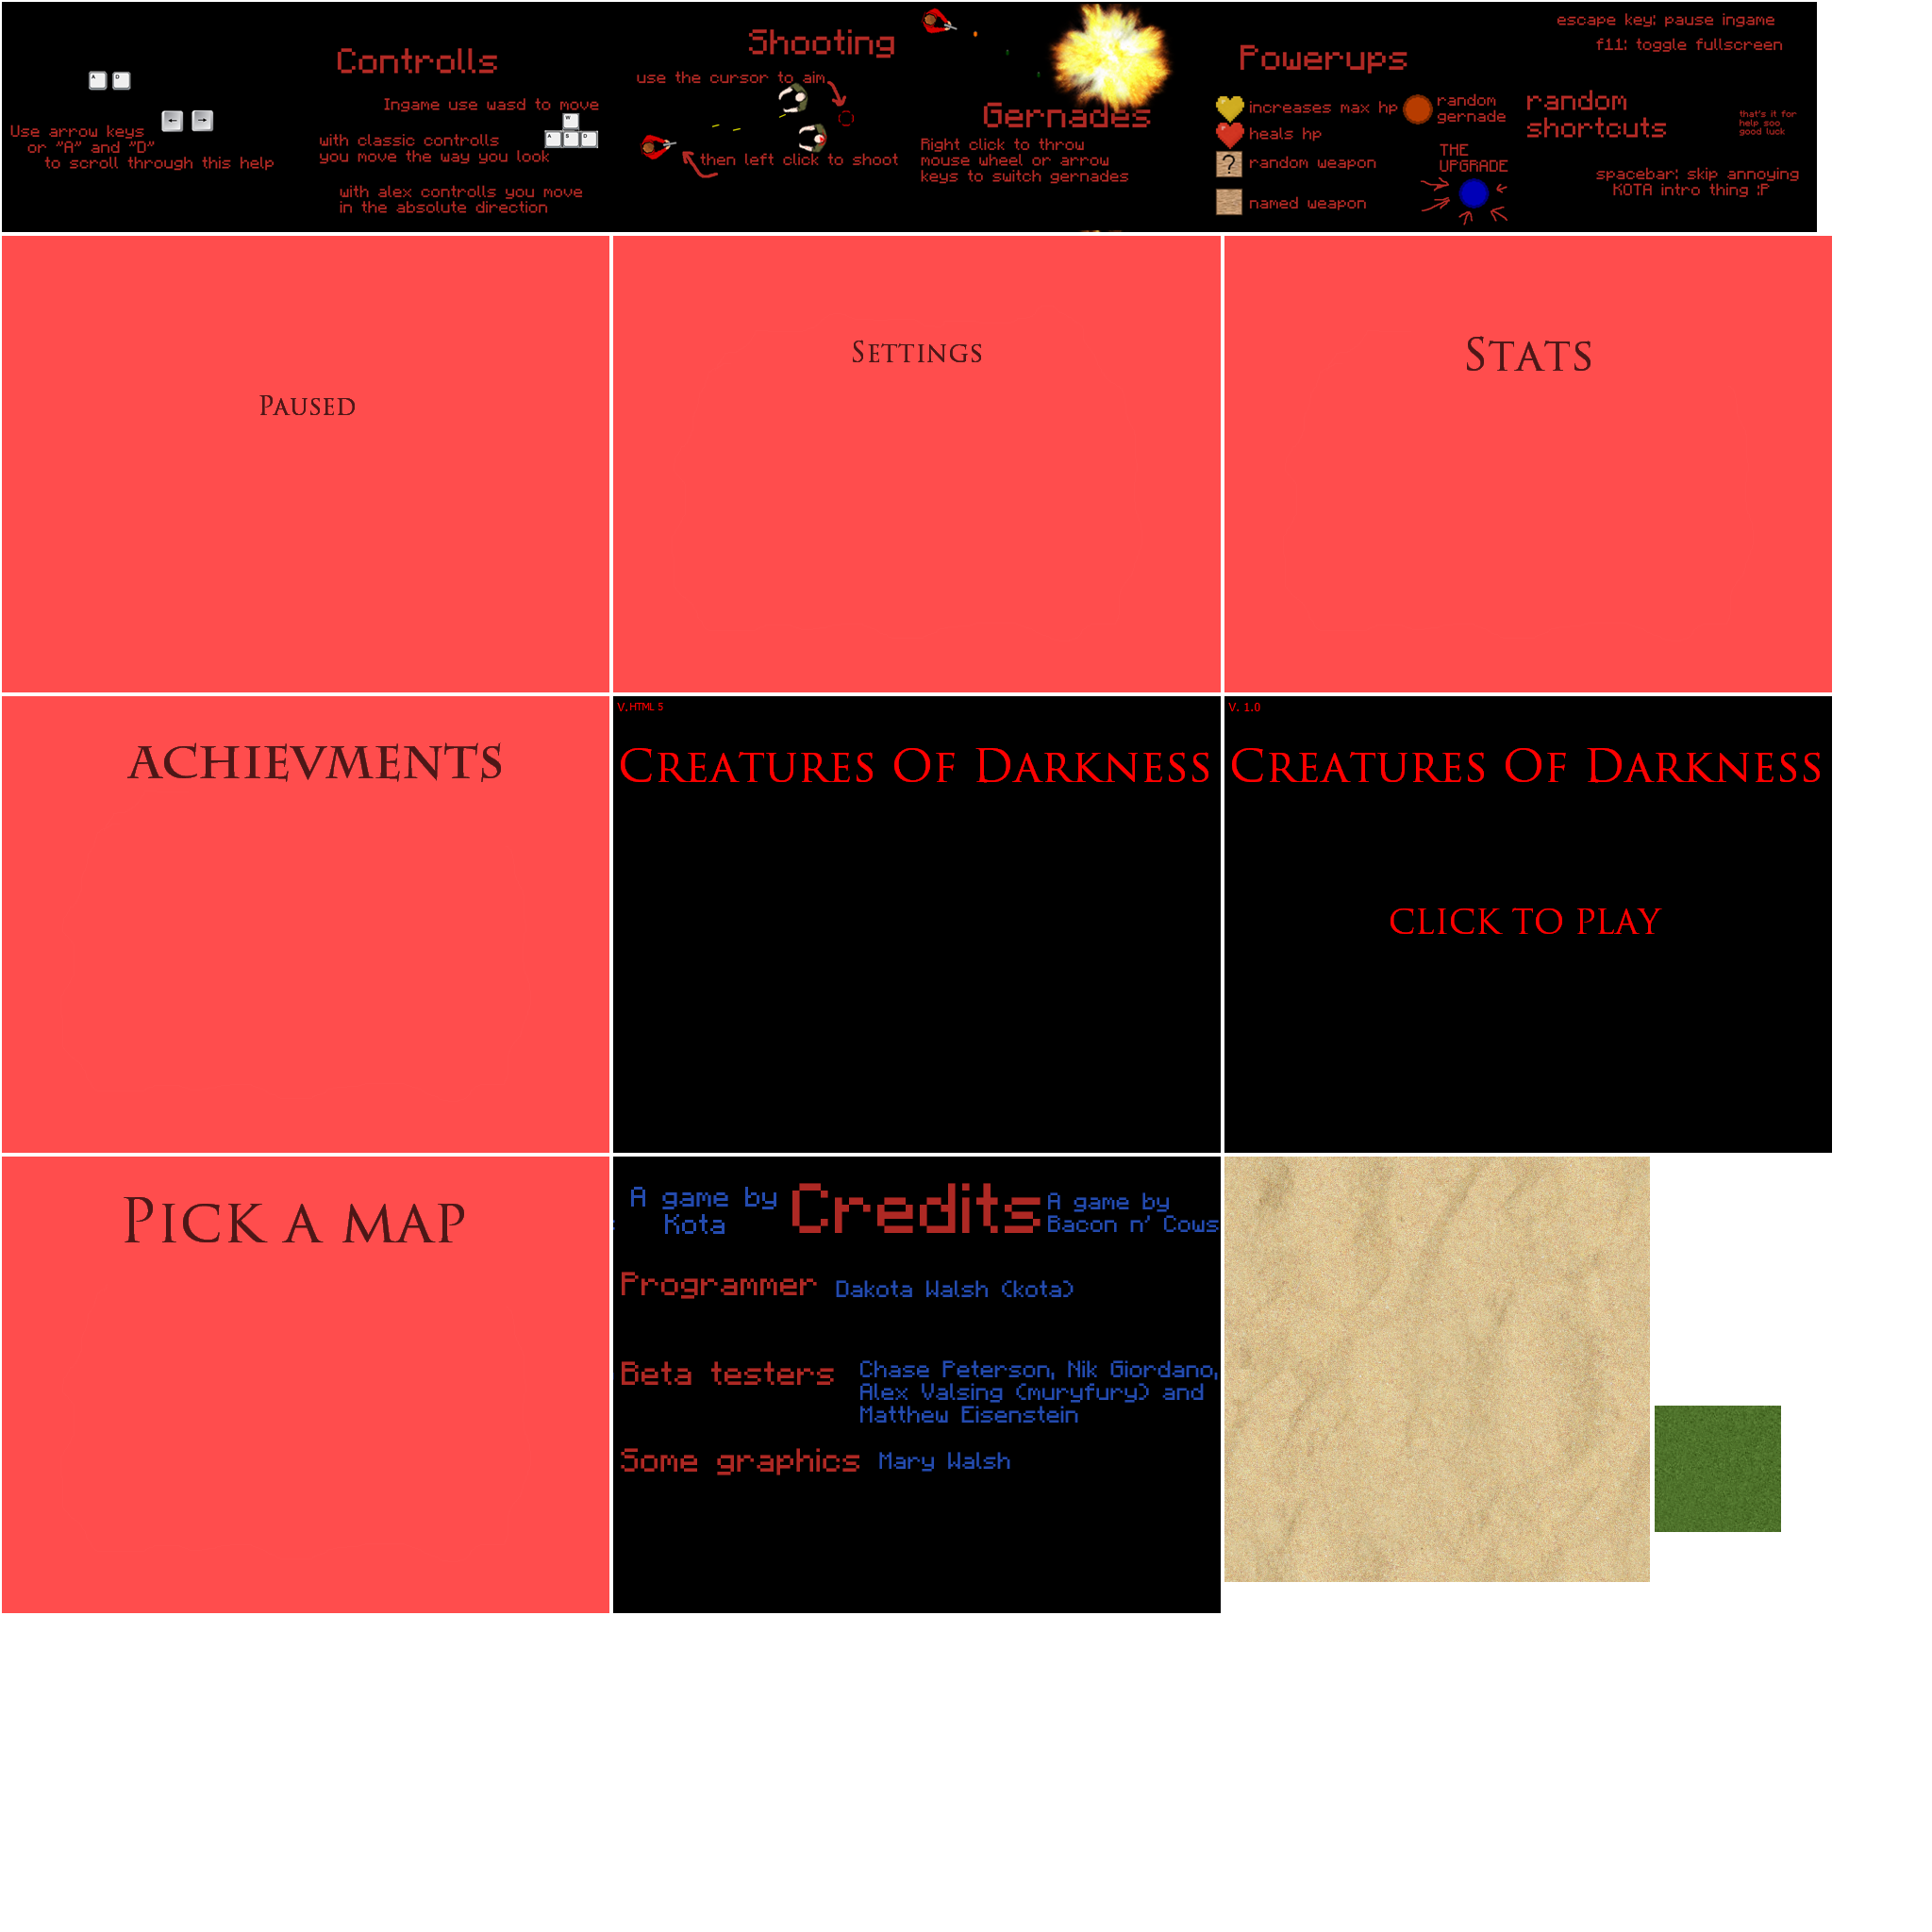 A D
← →
Use arrow keys
or "A" and "D"
to scroll through this help
Controlls
Ingame use wasd to move
W
A S D
with classic controlls
you move the way you look
with alex controlls you move
in the absolute direction
Shooting
use the cursor to aim
then left click to shoot
Gernades
Right click to throw
mouse wheel or arrow
keys to switch gernades
Powerups
increases max hp
heals hp
?
random weapon
named weapon
random
gernade
THE
UPGRADE
escape key: pause ingame
f11: toggle fullscreen
random
shortcuts
that's it for
help soo
good luck
spacebar: skip annoying
KOTA intro thing :P
Paused
Settings
Stats
ACHIEVMENTS
V. HTML 5
Creatures Of Darkness
V. 1.0
Creatures Of Darkness
CLICK TO PLAY
Pick a map
A game by
Kota
Credits
A game by
Bacon n' Cows
Programmer
Dakota Walsh (kota)
Beta testers
Chase Peterson, Nik Giordano,
Alex Valsing (muryfury) and
Matthew Eisenstein
Some graphics
Mary Walsh